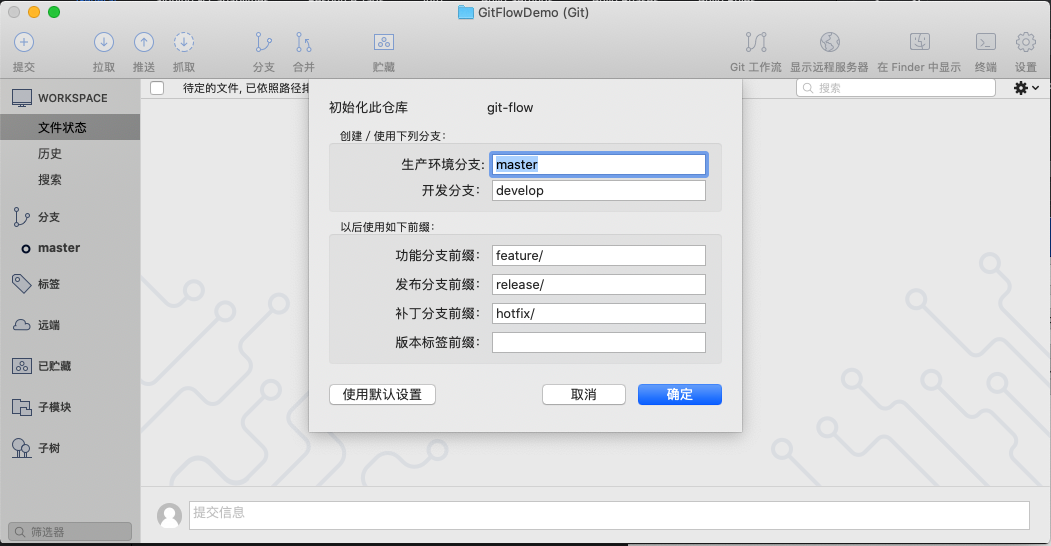 GitFlowDemo (Git)
提交
拉取
推送
抓取
分支
合并
贮藏
Git 工作流
显示远程服务器
在 Finder 中显示
终端
设置
WORKSPACE
文件状态
历史
搜索
分支
master
标签
远端
已贮藏
子模块
子树
筛选器
待定的文件, 已依照路径排
搜索
初始化此仓库 git-flow
创建 / 使用下列分支:
生产环境分支: master
开发分支: develop
以后使用如下前缀:
功能分支前缀: feature/
发布分支前缀: release/
补丁分支前缀: hotfix/
版本标签前缀:
使用默认设置
取消
确定
提交信息